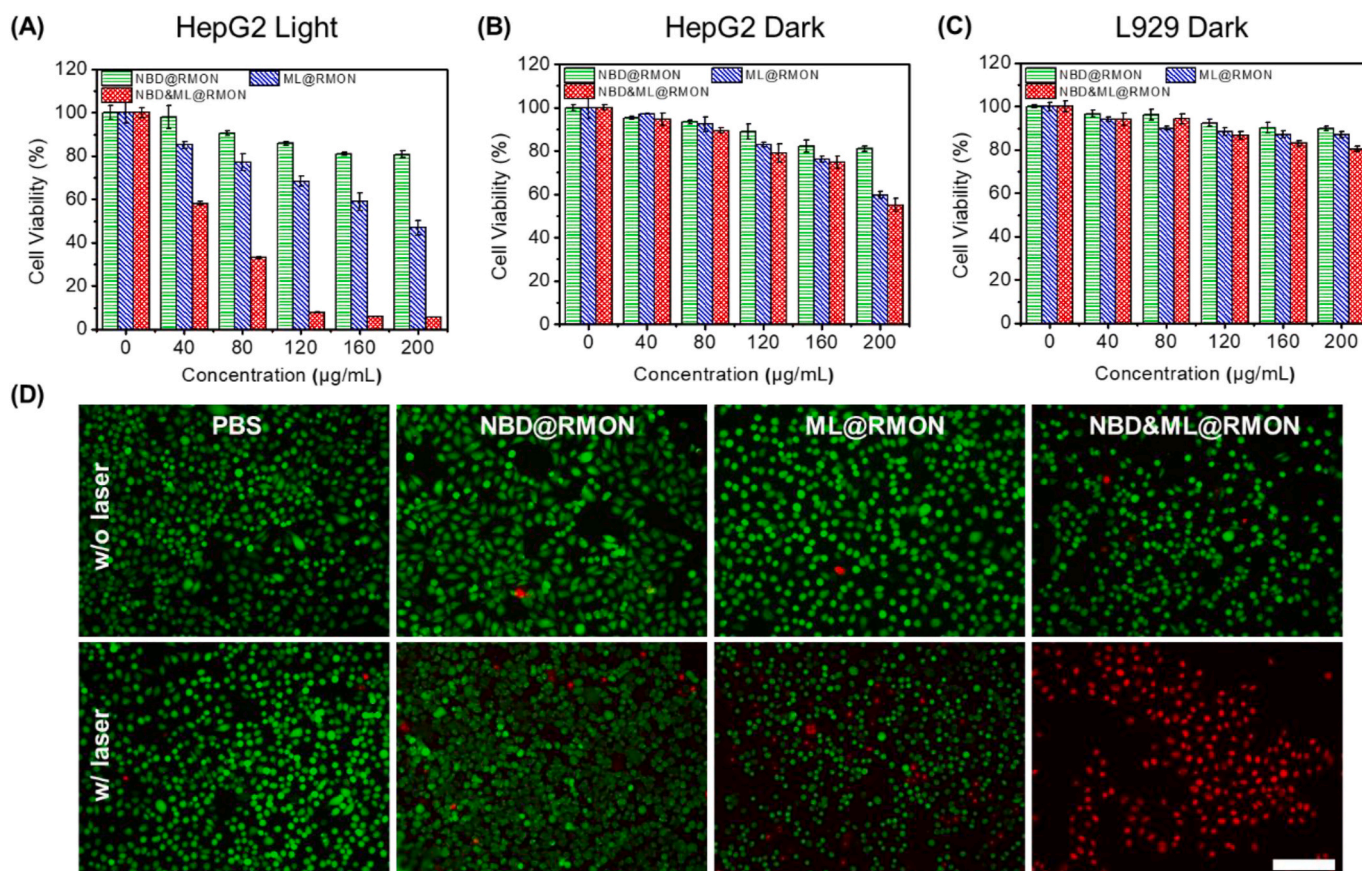 (A)
HepG2 Light
NBD@RMON
ML@RMON
NBD&ML@RMON
120
100
80
60
40
20
0
Cell Viability (%)
0 40 80 120 160 200
Concentration (μg/mL)
(B)
HepG2 Dark
NBD@RMON
ML@RMON
NBD&ML@RMON
120
100
80
60
40
20
0
Cell Viability (%)
0 40 80 120 160 200
Concentration (μg/mL)
(C)
L929 Dark
NBD@RMON
ML@RMON
NBD&ML@RMON
120
100
80
60
40
20
0
Cell Viability (%)
0 40 80 120 160 200
Concentration (μg/mL)
(D)
PBS
NBD@RMON
ML@RMON
NBD&ML@RMON
w/o laser
w/ laser